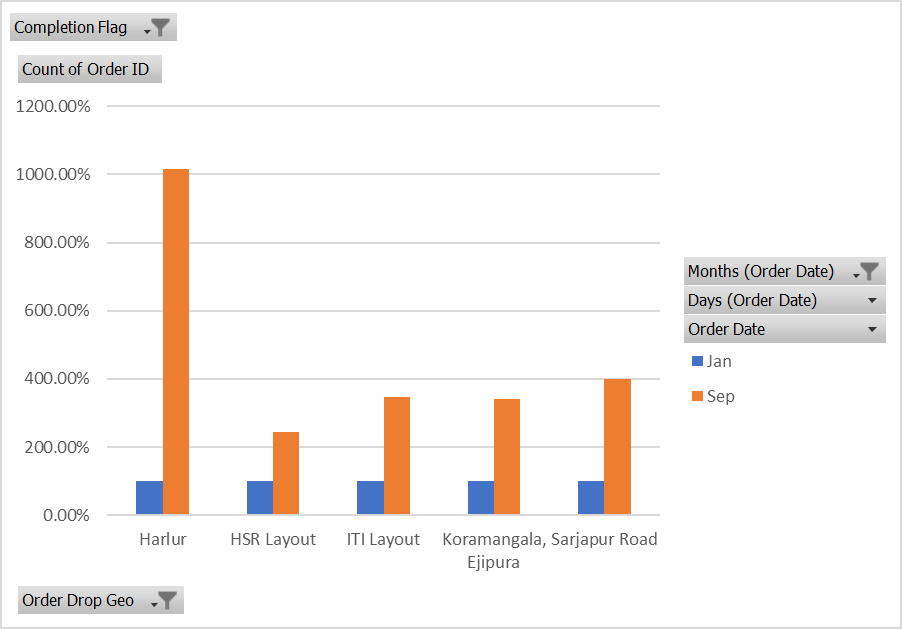 Completion Flag
Count of Order ID
1200.00%
1000.00%
800.00%
600.00%
400.00%
200.00%
0.00%
Harlur
HSR Layout
ITI Layout
Koramangala,
Ejipura
Sarjapur Road
Months (Order Date)
Days (Order Date)
Order Date
Jan
Sep
Order Drop Geo